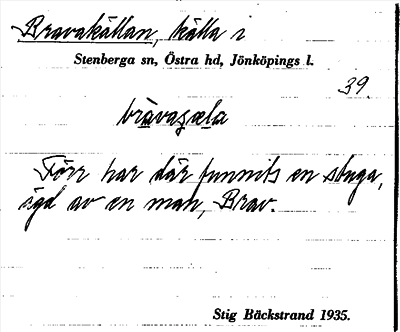 Bravakällan, källa i
Stenberga sn, Östra hd, Jönköpings l.
39.
bràvaɕæla
Förr har där funnits en stuga,
ägd av en man, Brav.
Stig Bäckstrand 1935.